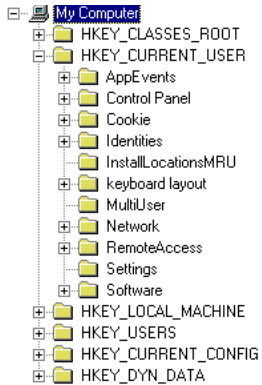 My Computer
HKEY_CLASSES_ROOT
HKEY_CURRENT_USER
AppEvents
Control Panel
Cookie
Identities
InstallLocationsMRU
keyboard layout
MultiUser
Network
RemoteAccess
Settings
Software
HKEY_LOCAL_MACHINE
HKEY_USERS
HKEY_CURRENT_CONFIG
HKEY_DYN_DATA